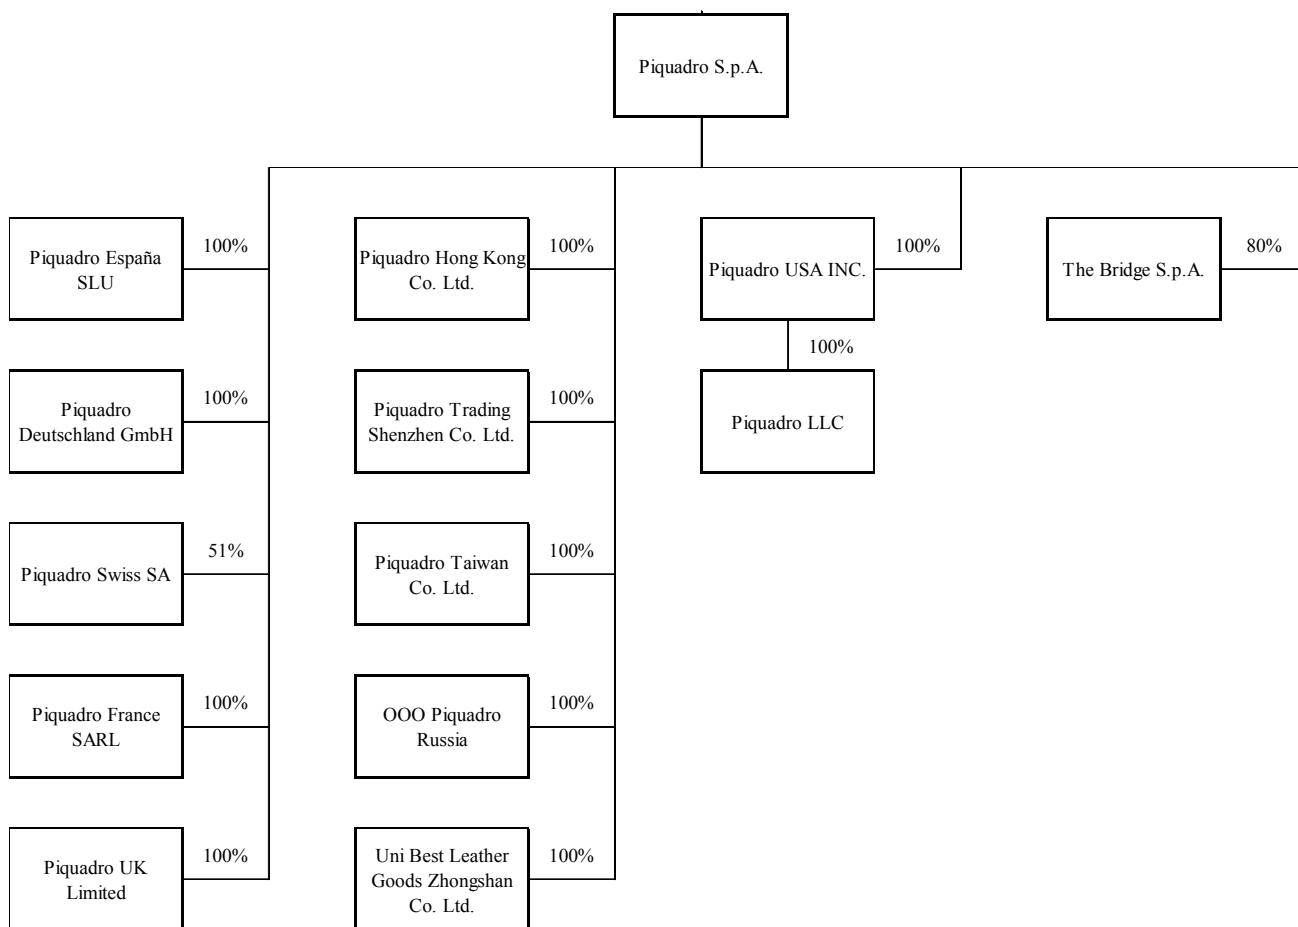 Piquadro S.p.A.
Piquadro España
SLU
100%
Piquadro Hong Kong
Co. Ltd.
100%
Piquadro USA INC.
100%
The Bridge S.p.A.
80%
Piquadro
Deutschland GmbH
100%
Piquadro Trading
Shenzhen Co. Ltd.
100%
100%
Piquadro LLC
Piquadro Swiss SA
51%
Piquadro Taiwan
Co. Ltd.
100%
Piquadro France
SARL
100%
OOO Piquadro
Russia
100%
Piquadro UK
Limited
100%
Uni Best Leather
Goods Zhongshan
Co. Ltd.
100%